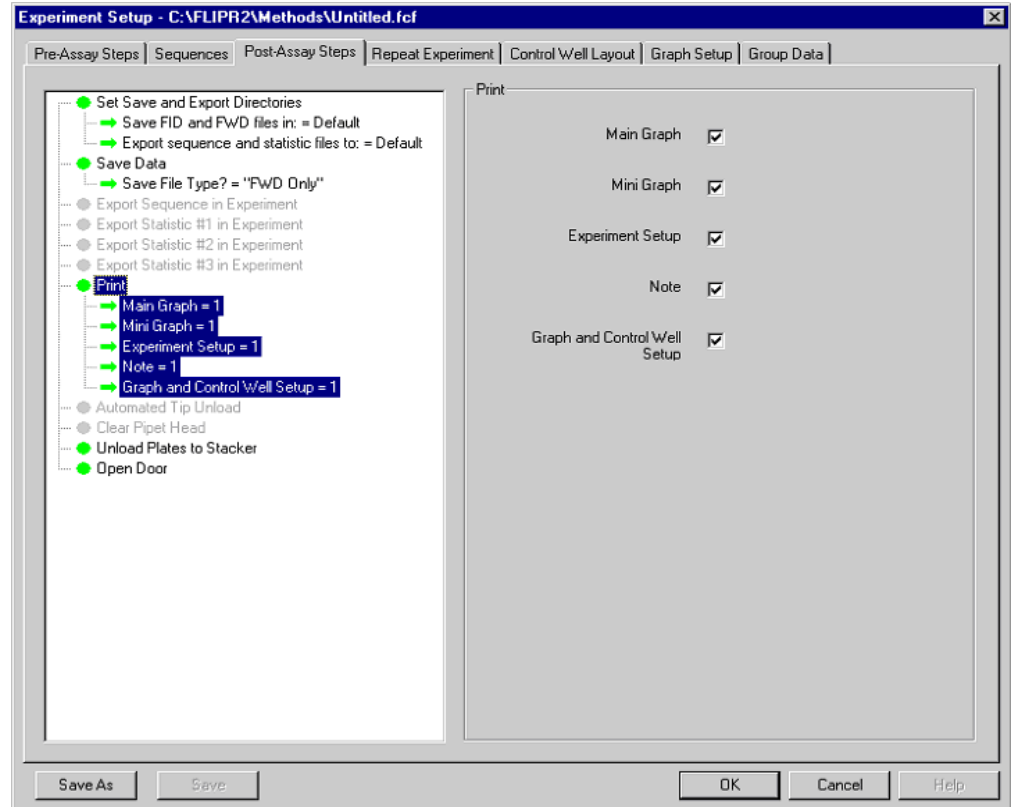 Experiment Setup - C:\FLIPR2\Methods\Untitled.fcf
Pre-Assay Steps Sequences Post-Assay Steps Repeat Experiment Control Well Layout Graph Setup Group Data
Set Save and Export Directories
Save FID and FWD files in: = Default
Export sequence and statistic files to: = Default
Save Data
Save File Type? = "FWD Only"
Export Sequence in Experiment
Export Statistic #1 in Experiment
Export Statistic #2 in Experiment
Export Statistic #3 in Experiment
Print
Main Graph = 1
Mini Graph = 1
Experiment Setup = 1
Note = 1
Graph and Control Well Setup = 1
Automated Tip Unload
Clear Pipet Head
Unload Plates to Stacker
Open Door
Print
Main Graph
Mini Graph
Experiment Setup
Note
Graph and Control Well
Setup
Save As Save OK Cancel Help